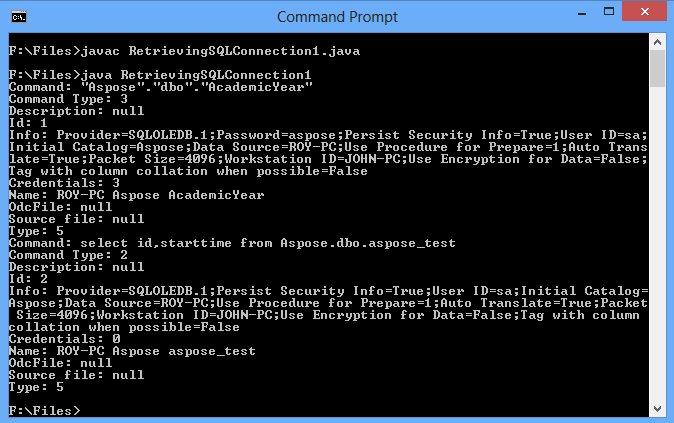 Command Prompt
F:\Files>javac RetrievingSQLConnection1.java
F:\Files>java RetrievingSQLConnection1
Command: "Aspose"."dbo"."AcademicYear"
Command Type: 3
Description: null
Id: 1
Info: Provider=SQLOLEDB.1;Password=aspose;Persist Security Info=True;User ID=sa;
Initial Catalog=Aspose;Data Source=ROY-PC;Use Procedure for Prepare=1;Auto Trans
late=True;Packet Size=4096;Workstation ID=JOHN-PC;Use Encryption for Data=False;
Tag with column collation when possible=False
Credentials: 3
Name: ROY-PC Aspose AcademicYear
OdcFile: null
Source file: null
Type: 5
Command: select id,starttime from Aspose.dbo.aspose_test
Command Type: 2
Description: null
Id: 2
Info: Provider=SQLOLEDB.1;Persist Security Info=True;User ID=sa;Initial Catalog=
Aspose;Data Source=ROY-PC;Use Procedure for Prepare=1;Auto Translate=True;Packet
 Size=4096;Workstation ID=JOHN-PC;Use Encryption for Data=False;Tag with column
collation when possible=False
Credentials: 0
Name: ROY-PC Aspose aspose_test
OdcFile: null
Source file: null
Type: 5
F:\Files>